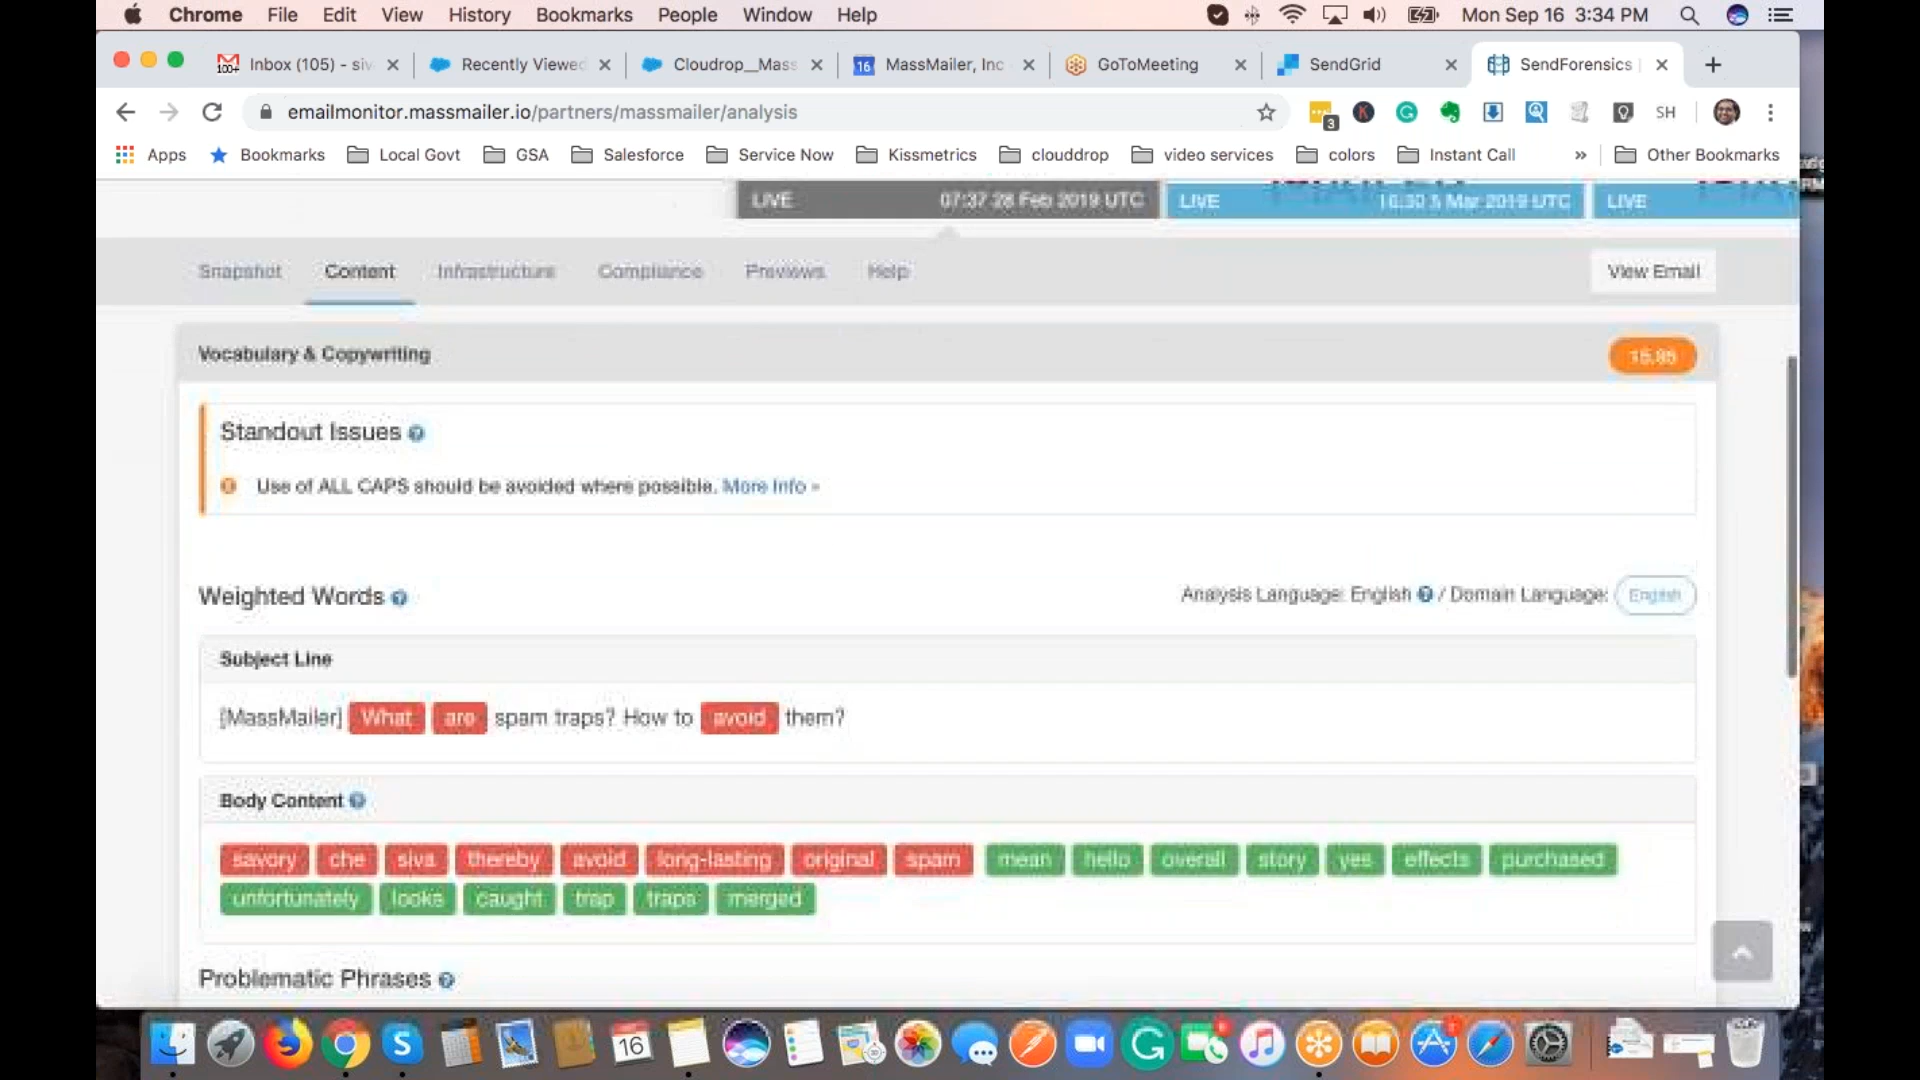 Chrome File Edit View History Bookmarks People Window Help Mon Sep 16 3:34 PM
Inbox (105) - siv Recently Viewed Cloudrop__Mass 16 MassMailer, Inc GoToMeeting SendGrid SendForensics
emailmonitor.massmailer.io/partners/massmailer/analysis 3 SH
Apps Bookmarks Local Govt GSA Salesforce Service Now Kissmetrics clouddrop video services colors Instant Call » Other Bookmarks
LIVE 07:37 28 Feb 2019 UTC LIVE 16:30 5 Mar 2019 UTC LIVE
Snapshot Content Infrastructure Compliance Previews Help View Email
Vocabulary & Copywriting
Standout Issues
Use of ALL CAPS should be avoided where possible. More Info »
Weighted Words Analysis Language: English / Domain Language: English
Subject Line
[MassMailer] What are spam traps? How to avoid them?
Body Content
savory che siva thereby avoid long-lasting original spam mean hello overall story yes effects purchased
unfortunately looks caught trap traps merged
Problematic Phrases
16